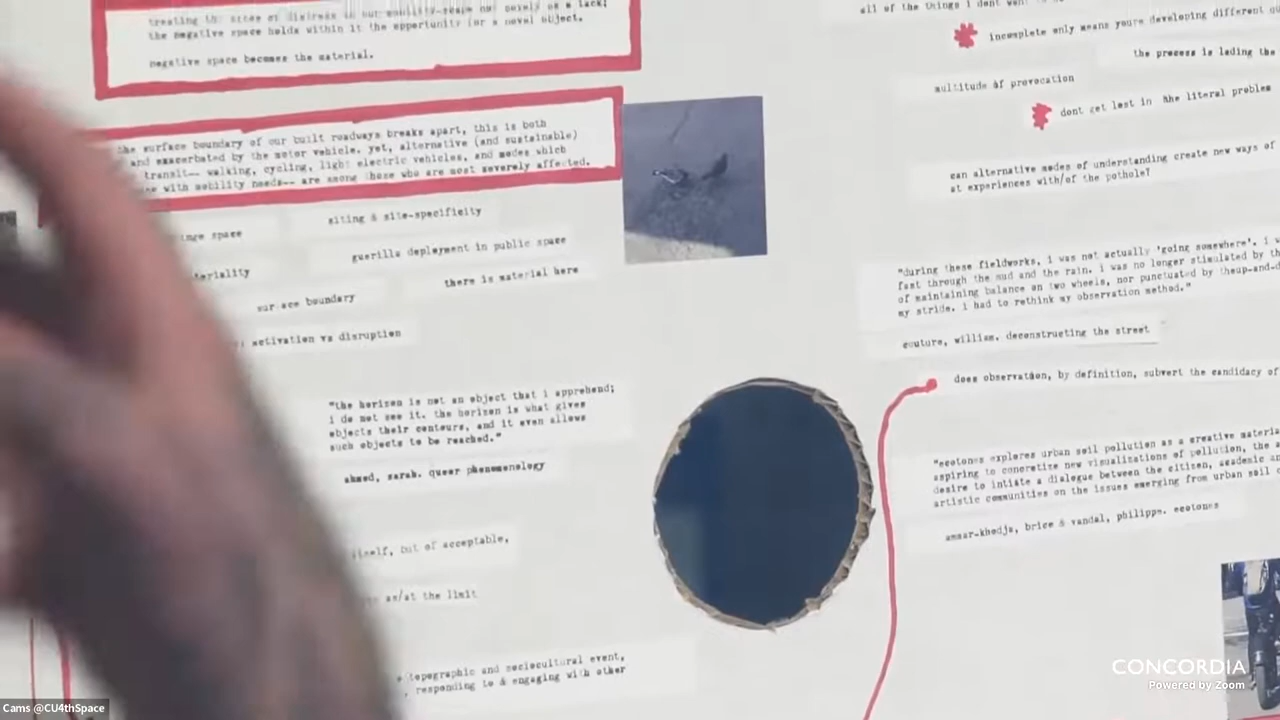 treating the sites of distress in our mobility-scape not merely as a lack;
the negative space holds within it the opportunity for a novel object.
negative space becomes the material.
the surface boundary of our built roadways breaks apart, this is both
and exacerbated by the motor vehicle. yet, alternative (and sustainable)
transit-- walking, cycling, light electric vehicles, and modes which
with mobility needs-- are among those who are most severely affected.
siting & site-specificity
space
guerilla deployment in public space
there is material here
surface boundary
activation vs disruption
"the horizon is not an object that i apprehend;
i do not see it. the horizon is what gives
objects their contours, and it even allows
such objects to be reached."
ahmed, sarah. queer phenomenology
itself, but of acceptable,
as/at the limit
topographic and sociocultural event,
, responding to & engaging with other
all of the things i dont
incomplete only means youre developing different
the process is lading the
multitude of provocation
dont get lost in the literal problem
can alternative modes of understanding create new ways of
at experiences with/of the pothole?
"during these fieldworks, i was not actually 'going somewhere'. i
fast through the mud and the rain. i was no longer stimulated by
of maintaining balance on two wheels, nor punctuated by theup-and-d
my stride. i had to rethink my observation method."
couture, william. deconstructing the street
does observation, by definition, subvert the candidacy of
"ecotones explores urban soil pollution as a creative materia
aspiring to concretize new visualizations of pollution, the
desire to intiate a dialogue between the citizen, academic an
artistic communities on the issues emerging from urban soil
ammar-khodja, brice & vandal, philippe. ecotones
CONCORDIA
Powered by Zoom
Cams @CU4thSpace